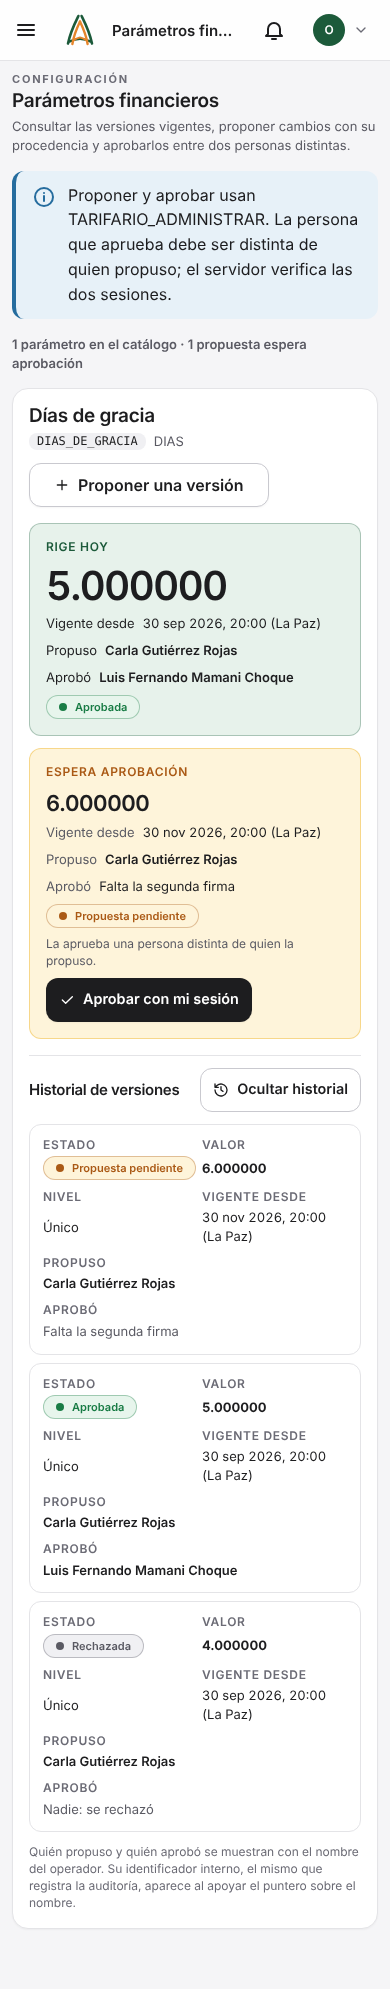 Parámetros fin...
O
CONFIGURACIÓN
Parámetros financieros
Consultar las versiones vigentes, proponer cambios con su
procedencia y aprobarlos entre dos personas distintas.
Proponer y aprobar usan
TARIFARIO_ADMINISTRAR. La persona
que aprueba debe ser distinta de
quien propuso; el servidor verifica las
dos sesiones.
1 parámetro en el catálogo · 1 propuesta espera
aprobación
Días de gracia
DIAS_DE_GRACIA DIAS
Proponer una versión
RIGE HOY
5.000000
Vigente desde 30 sep 2026, 20:00 (La Paz)
Propuso Carla Gutiérrez Rojas
Aprobó Luis Fernando Mamani Choque
Aprobada
ESPERA APROBACIÓN
6.000000
Vigente desde 30 nov 2026, 20:00 (La Paz)
Propuso Carla Gutiérrez Rojas
Aprobó Falta la segunda firma
Propuesta pendiente
La aprueba una persona distinta de quien la
propuso.
Aprobar con mi sesión
Historial de versiones Ocultar historial
ESTADO VALOR
Propuesta pendiente 6.000000
NIVEL VIGENTE DESDE
Único 30 nov 2026, 20:00
(La Paz)
PROPUSO
Carla Gutiérrez Rojas
APROBÓ
Falta la segunda firma
ESTADO VALOR
Aprobada 5.000000
NIVEL VIGENTE DESDE
Único 30 sep 2026, 20:00
(La Paz)
PROPUSO
Carla Gutiérrez Rojas
APROBÓ
Luis Fernando Mamani Choque
ESTADO VALOR
Rechazada 4.000000
NIVEL VIGENTE DESDE
Único 30 sep 2026, 20:00
(La Paz)
PROPUSO
Carla Gutiérrez Rojas
APROBÓ
Nadie: se rechazó
Quién propuso y quién aprobó se muestran con el nombre
del operador. Su identificador interno, el mismo que
registra la auditoría, aparece al apoyar el puntero sobre el
nombre.